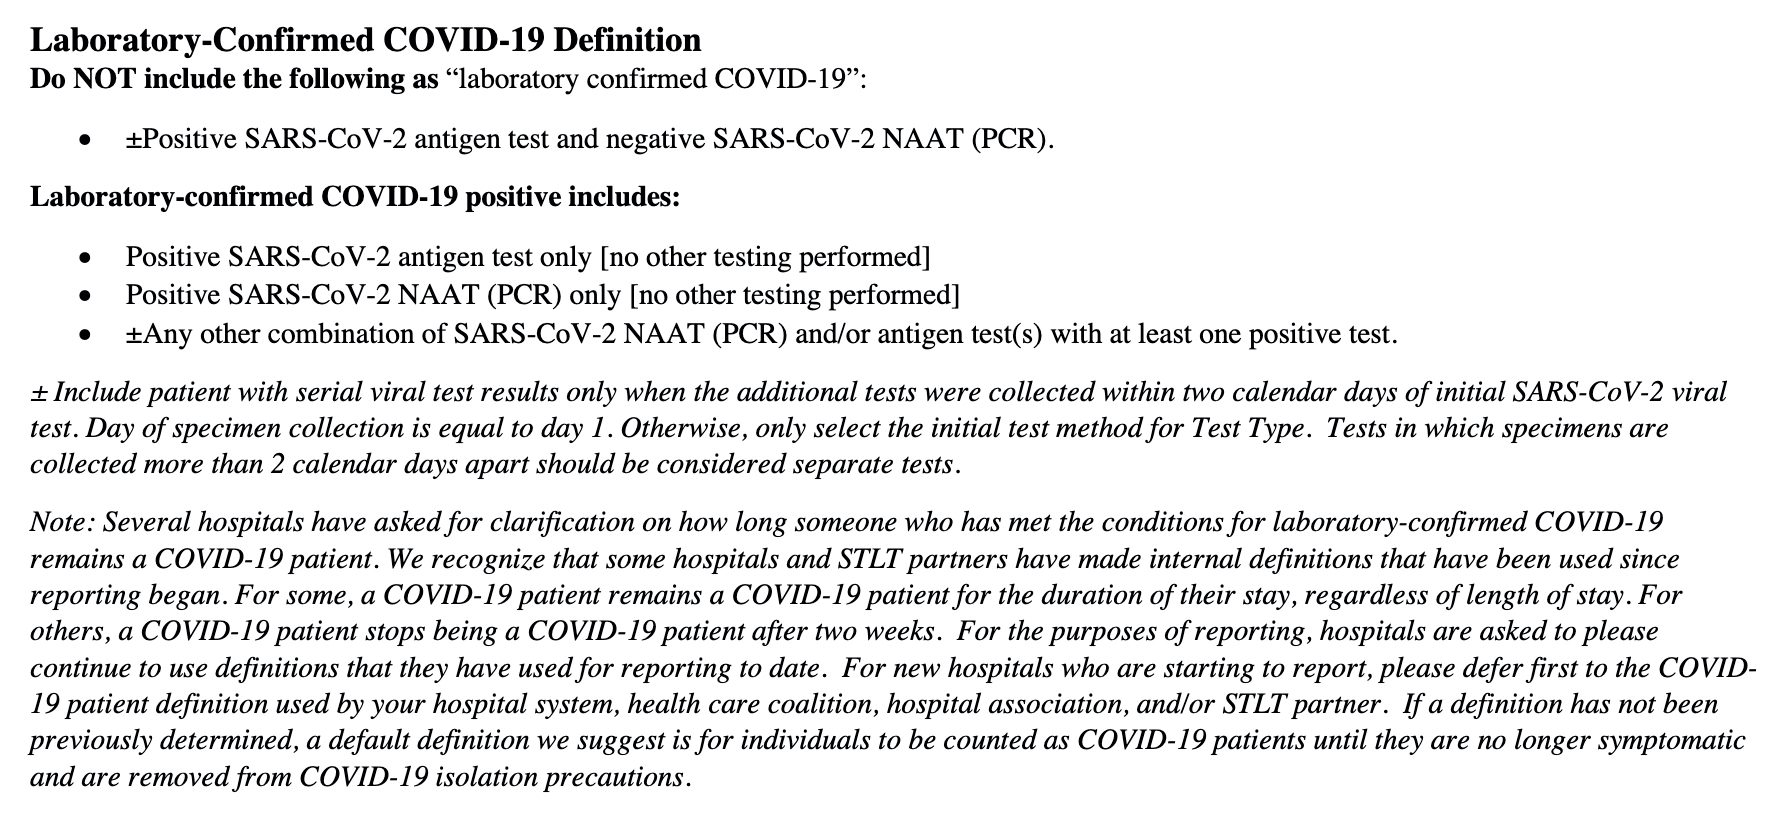 Laboratory-Confirmed COVID-19 Definition
Do NOT include the following as “laboratory confirmed COVID-19”:
• ±Positive SARS-CoV-2 antigen test and negative SARS-CoV-2 NAAT (PCR).
Laboratory-confirmed COVID-19 positive includes:
• Positive SARS-CoV-2 antigen test only [no other testing performed]
• Positive SARS-CoV-2 NAAT (PCR) only [no other testing performed]
• ±Any other combination of SARS-CoV-2 NAAT (PCR) and/or antigen test(s) with at least one positive test.
± Include patient with serial viral test results only when the additional tests were collected within two calendar days of initial SARS-CoV-2 viral
test. Day of specimen collection is equal to day 1. Otherwise, only select the initial test method for Test Type.  Tests in which specimens are
collected more than 2 calendar days apart should be considered separate tests.
Note: Several hospitals have asked for clarification on how long someone who has met the conditions for laboratory-confirmed COVID-19
remains a COVID-19 patient. We recognize that some hospitals and STLT partners have made internal definitions that have been used since
reporting began. For some, a COVID-19 patient remains a COVID-19 patient for the duration of their stay, regardless of length of stay. For
others, a COVID-19 patient stops being a COVID-19 patient after two weeks.  For the purposes of reporting, hospitals are asked to please
continue to use definitions that they have used for reporting to date.  For new hospitals who are starting to report, please defer first to the COVID-
19 patient definition used by your hospital system, health care coalition, hospital association, and/or STLT partner.  If a definition has not been
previously determined, a default definition we suggest is for individuals to be counted as COVID-19 patients until they are no longer symptomatic
and are removed from COVID-19 isolation precautions.